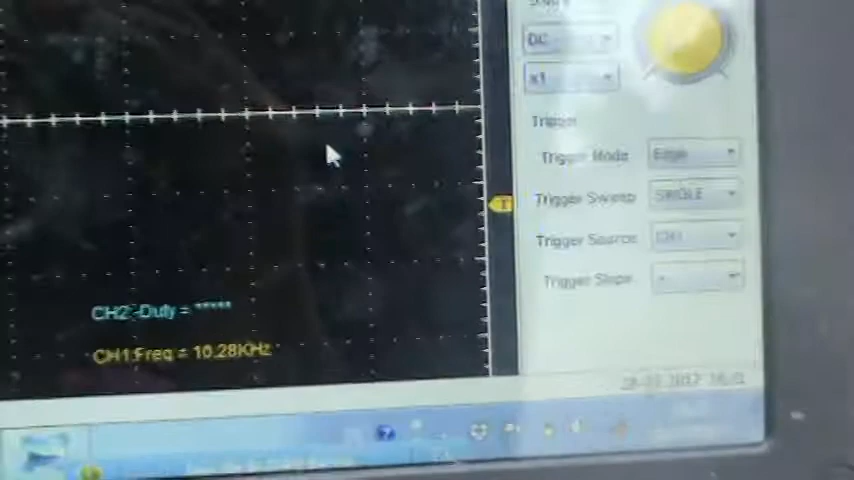 DC
x1
Trigger
Trigger Mode Edge
Trigger Sweep SINGLE
T
Trigger Source CH1
Trigger Slope
CH2-Duty = *****
CH1:Freq = 10.28KHz